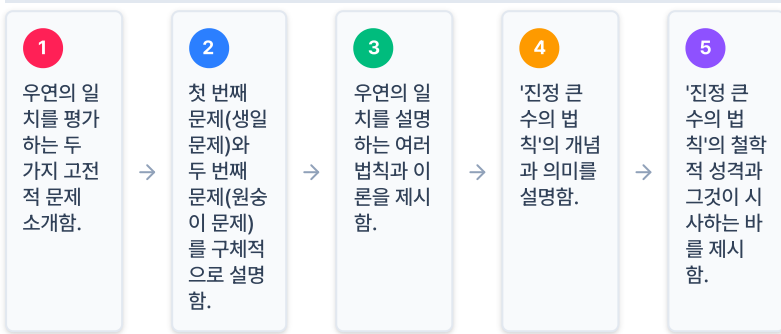 1
우연의 일
치를 평가
하는 두
가지 고전
적 문제
소개함.
2
첫 번째
문제(생일
문제)와
두 번째
문제(원숭
이 문제)
를 구체적
으로 설명
함.
3
우연의 일
치를 설명
하는 여러
법칙과 이
론을 제시
함.
4
'진정 큰
수의 법
칙'의 개념
과 의미를
설명함.
5
'진정 큰
수의 법
칙'의 철학
적 성격과
그것이 시
사하는 바
를 제시
함.